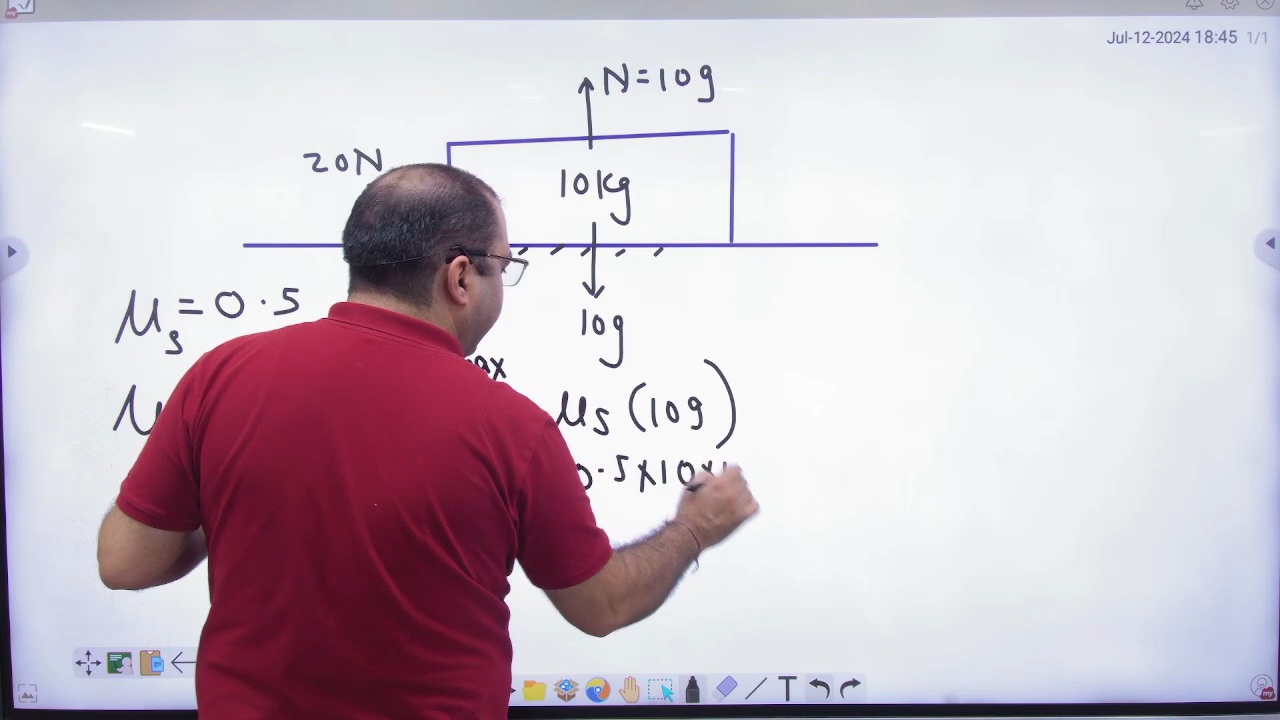 Jul-12-2024 18:45 1/1
N=10g
20N
10kg
μs=0.5
10g
μs(10g)
0.5×10×